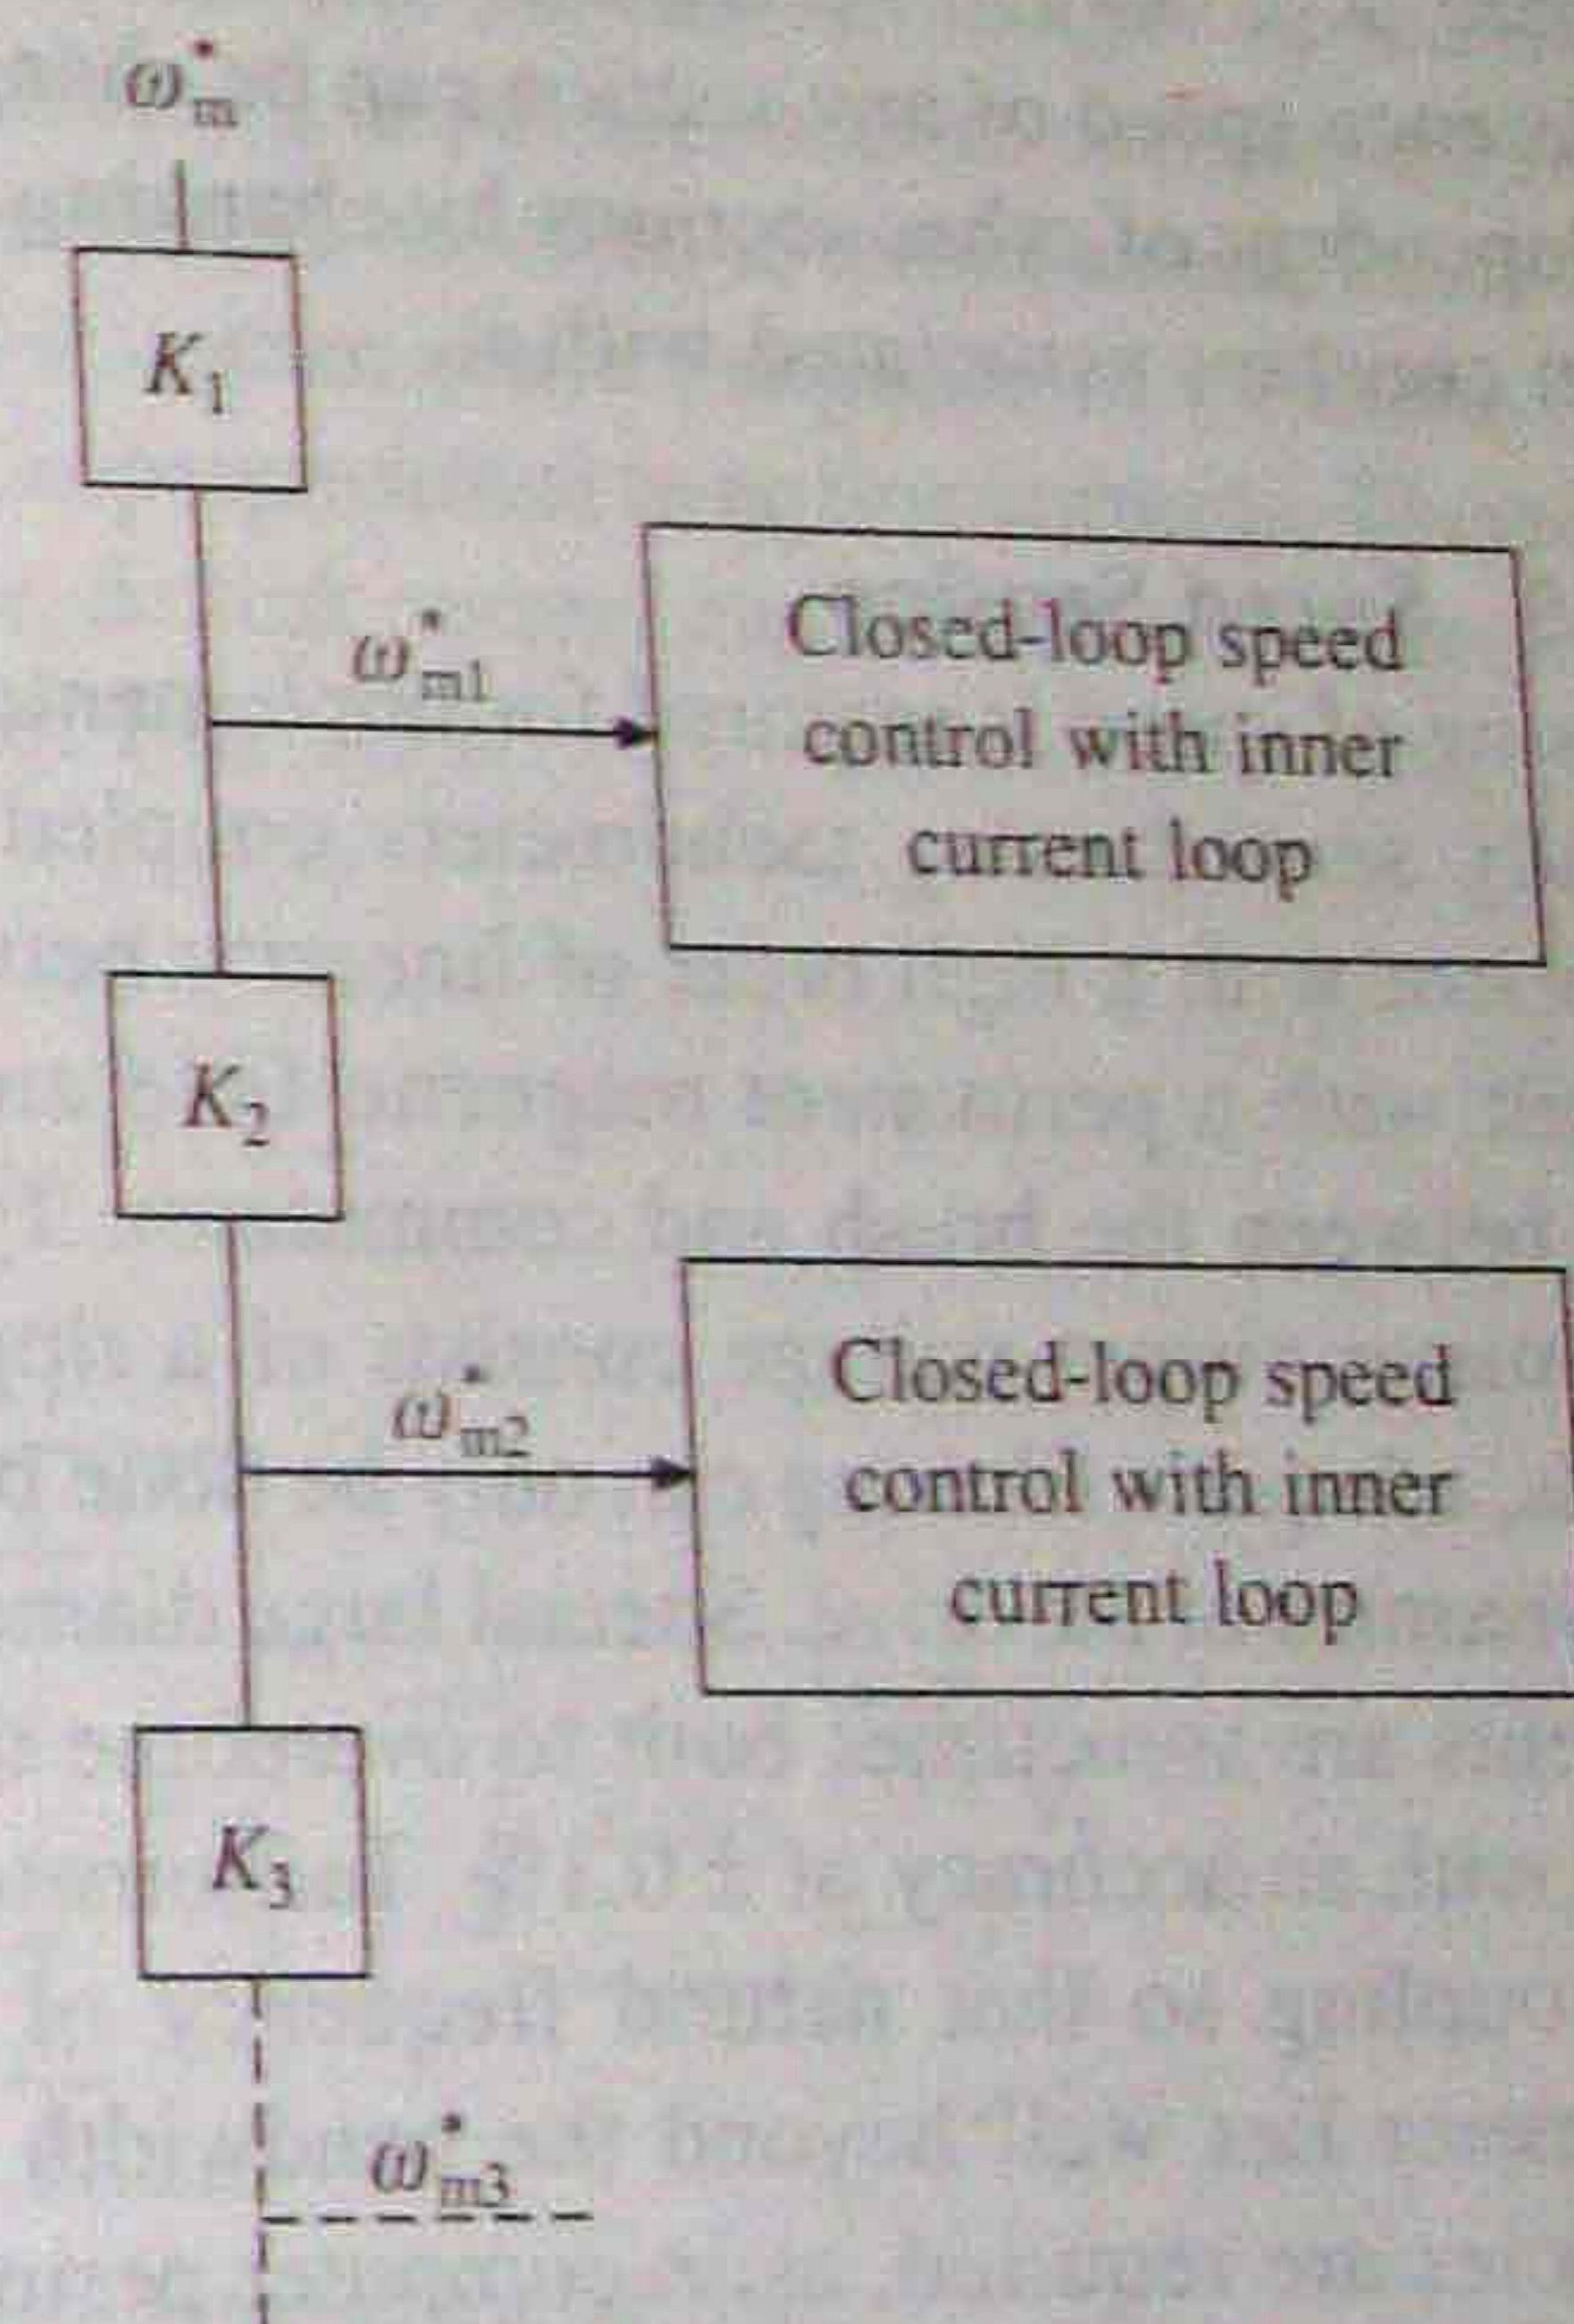 ω*m
K1
ω*m1
Closed-loop speed
control with inner
current loop
K2
ω*m2
Closed-loop speed
control with inner
current loop
K3
ω*m3